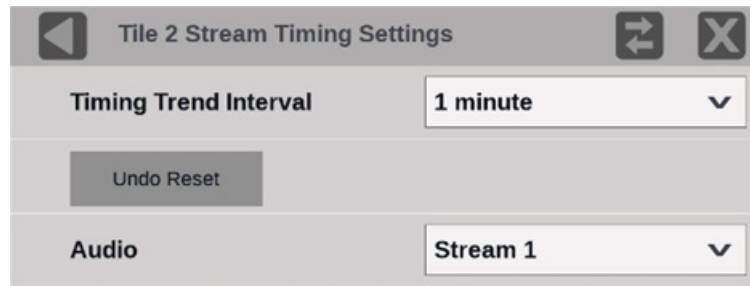 Tile 2 Stream Timing Settings
Timing Trend Interval 1 minute
Undo Reset
Audio Stream 1